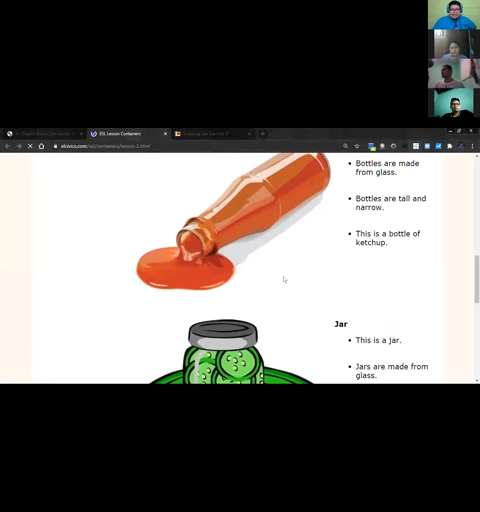 ESL Lesson Containers
elcivics.com/esl/containers/lesson-1.html
• Bottles are made
from glass.
• Bottles are tall and
narrow.
• This is a bottle of
ketchup.
Jar
• This is a jar.
• Jars are made from
glass.